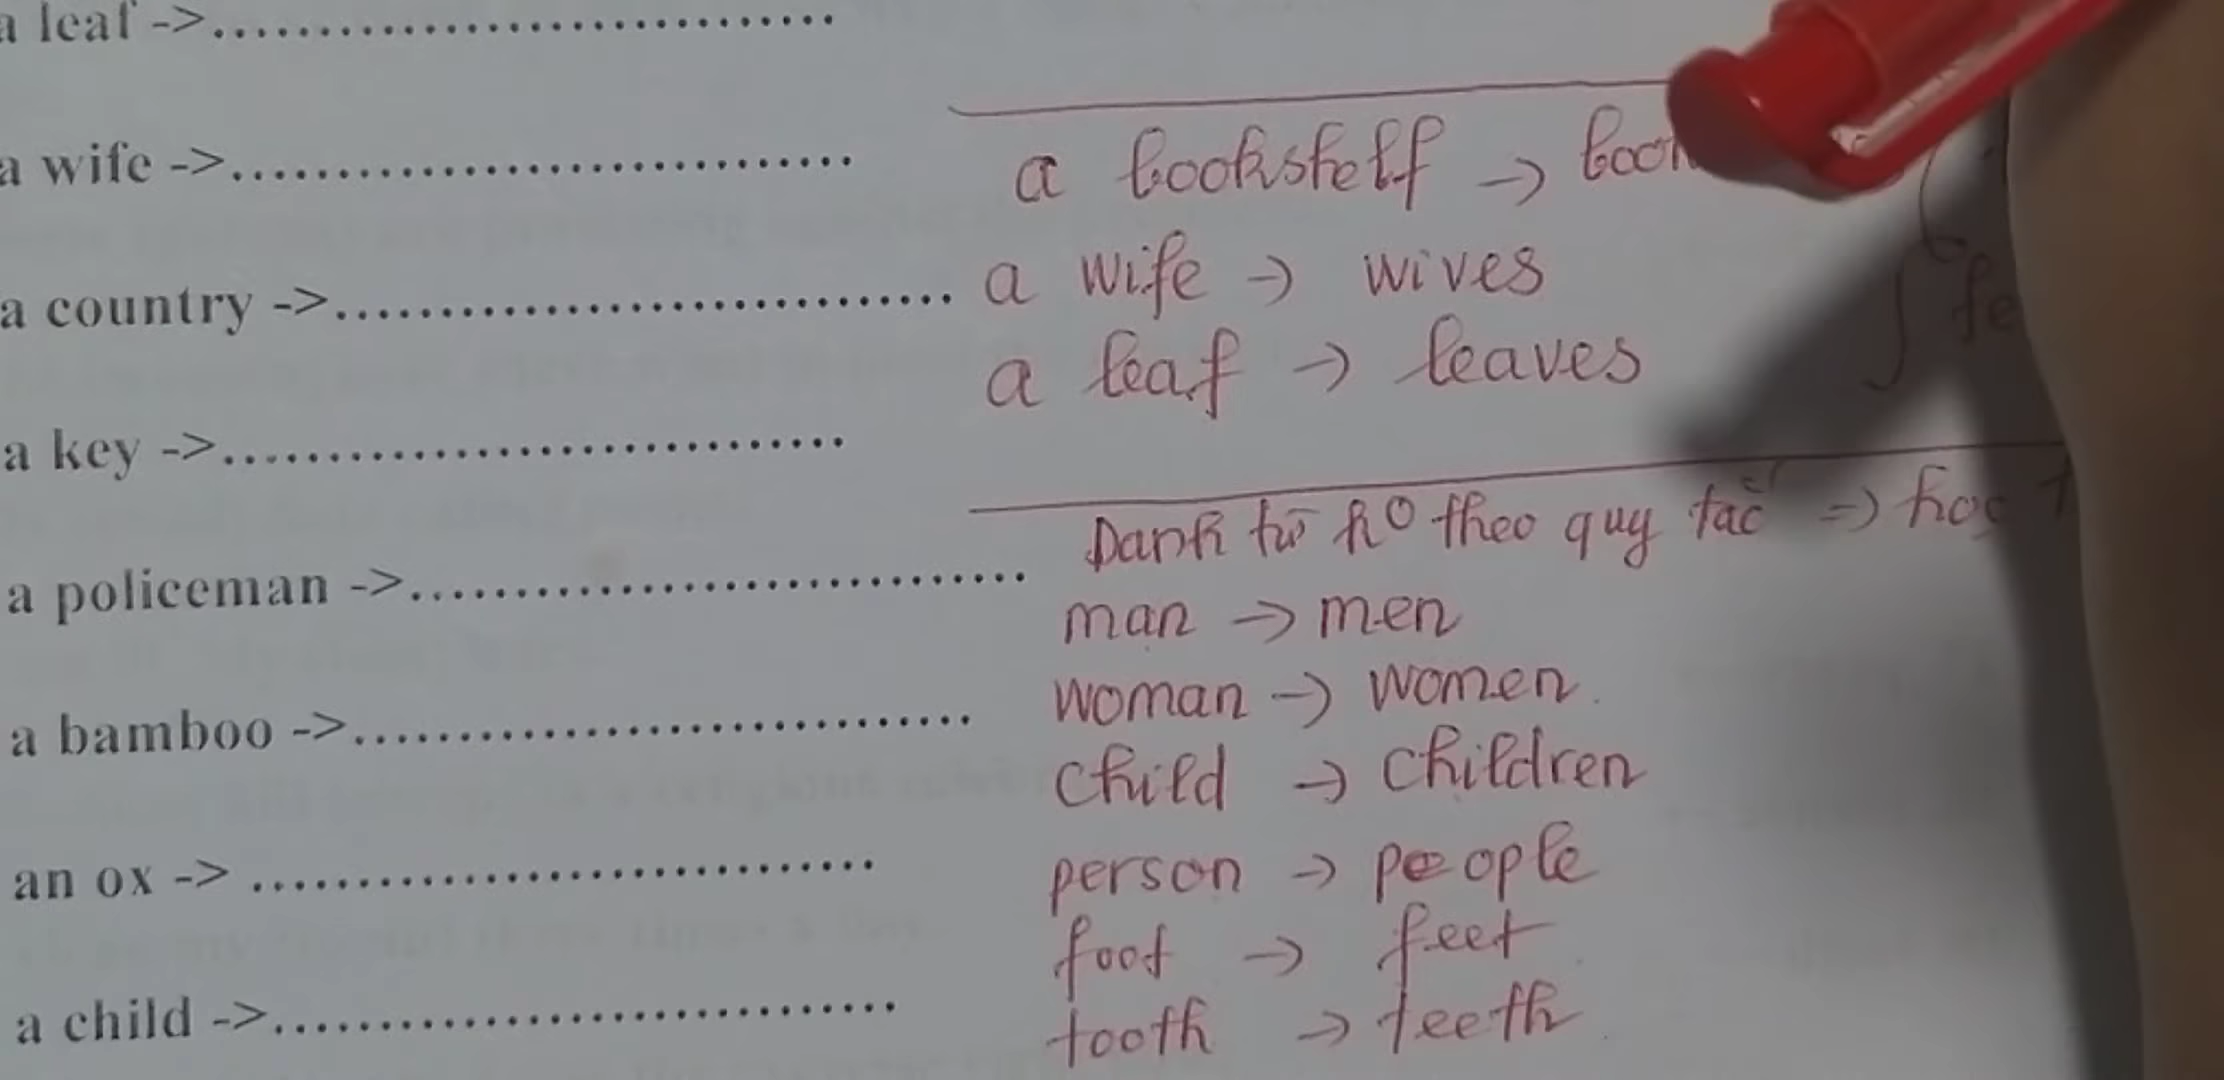 a leaf ->..............................
a wife ->..............................
a country ->..............................
a key ->..............................
a policeman ->..............................
a bamboo ->..............................
an ox -> ..............................
a child ->..............................
a bookshelf →
a wife → wives
a leaf → leaves
Danh từ k0 theo quy tắc =>
man → men
woman → women.
child → children
person → people
foot → feet
tooth → teeth